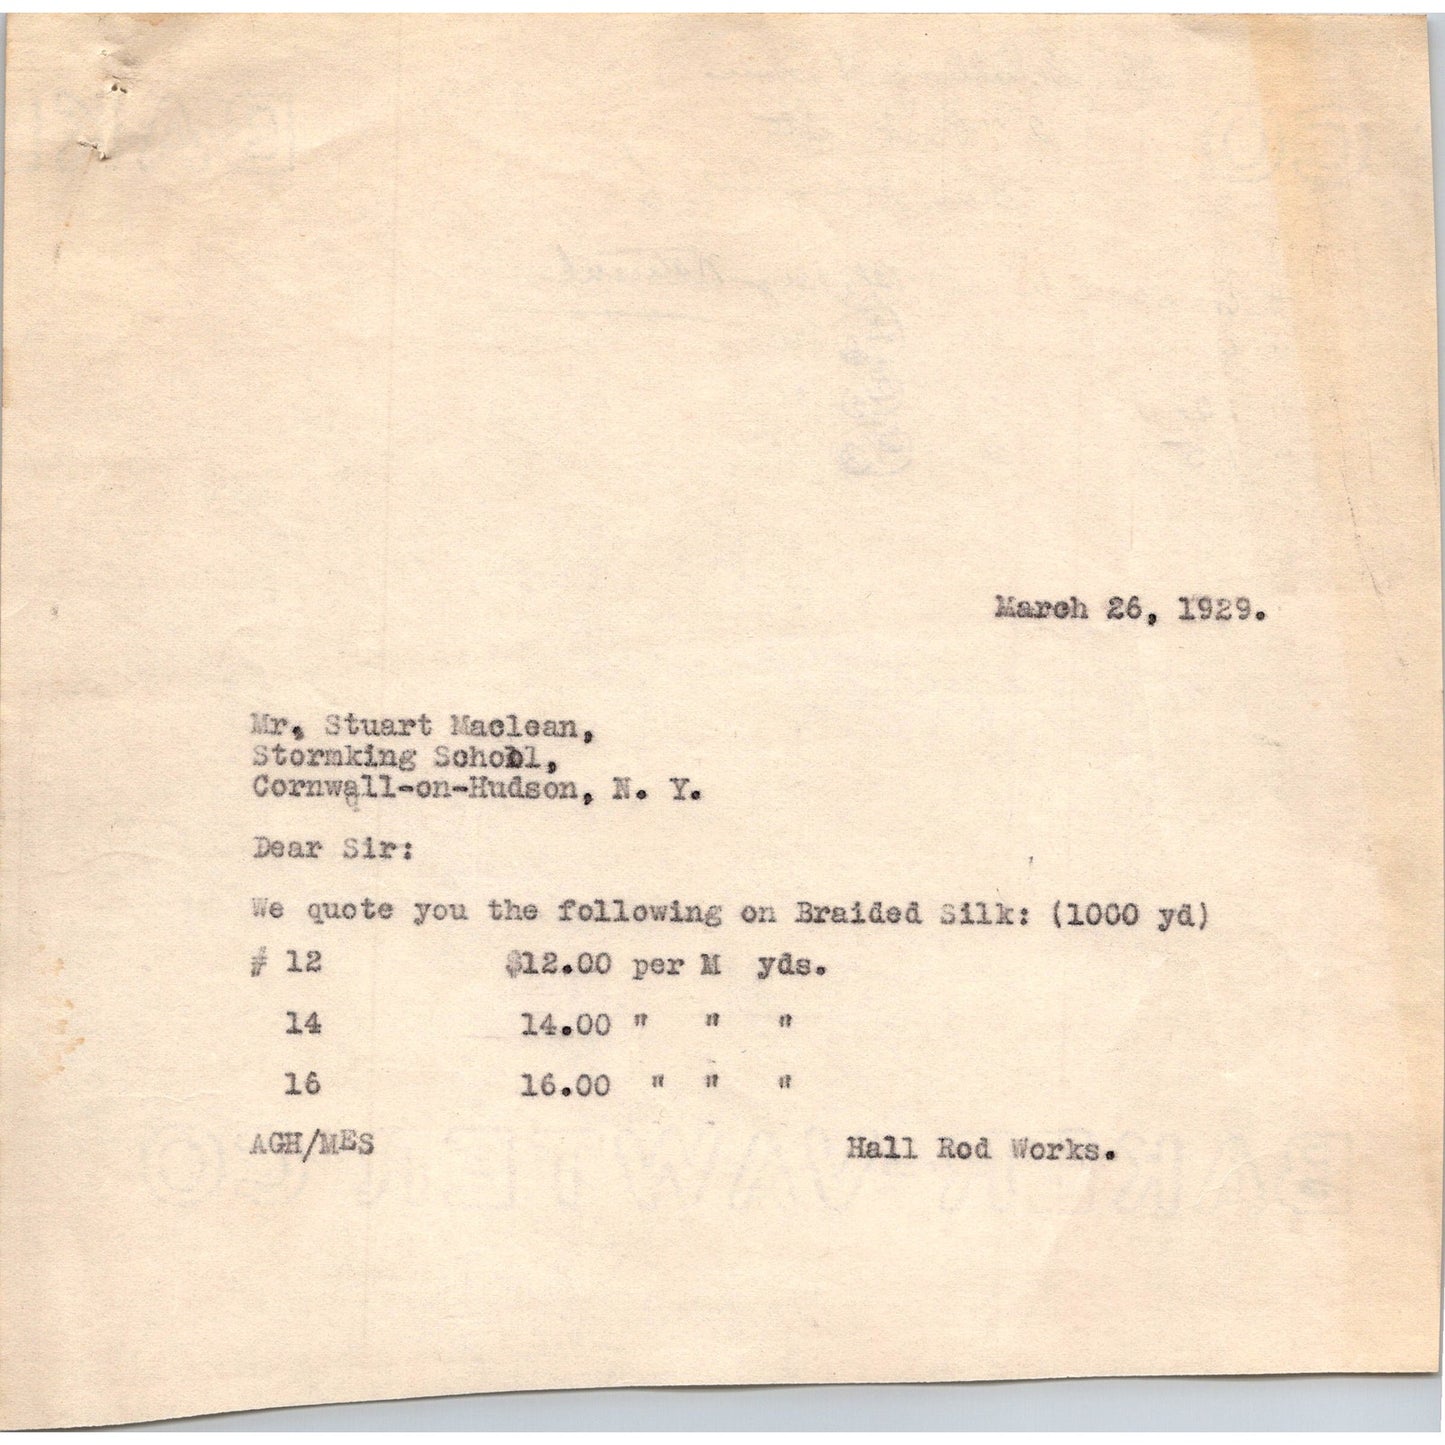 March 26, 1929.
Mr. Stuart Maclean,
Stormking School,
Cornwall-on-Hudson, N. Y.
Dear Sir:
We quote you the following on Braided Silk: (1000 yd)
# 12 $12.00 per M yds.
14 14.00 " " "
16 16.00 " " "
AGH/MES Hall Rod Works.